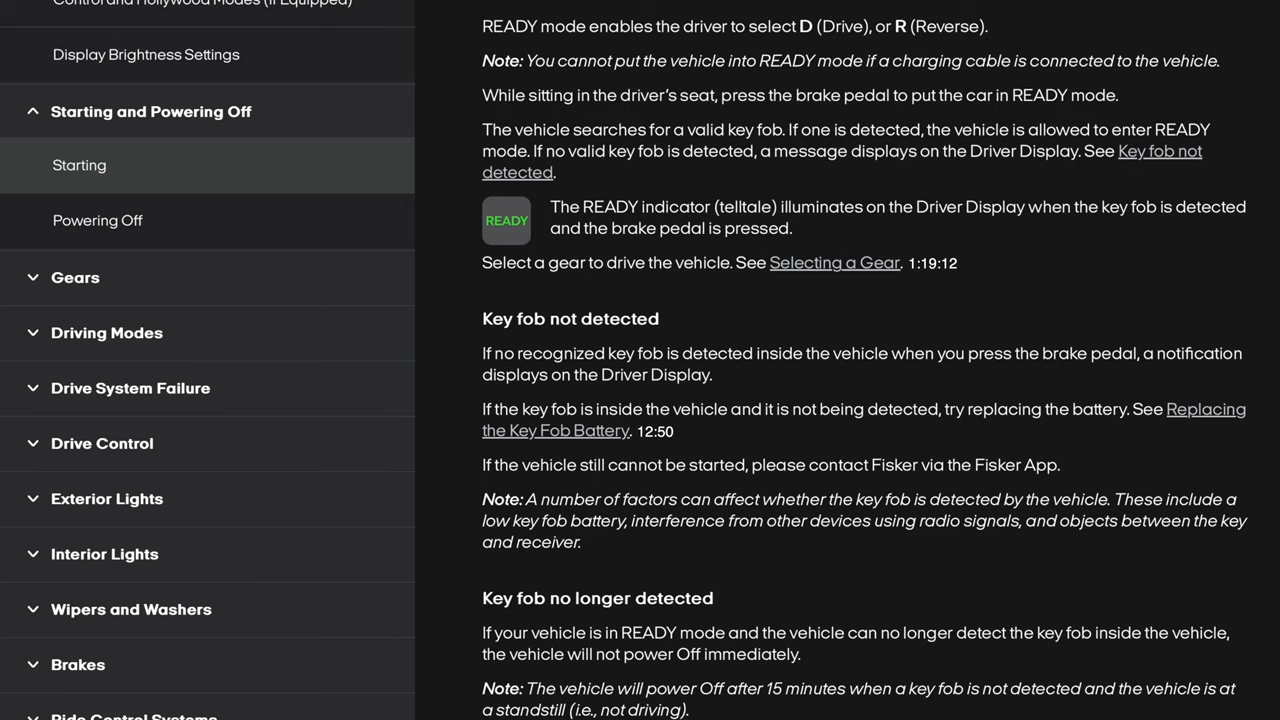 Control and Hollywood Modes (If Equipped)
Display Brightness Settings
Starting and Powering Off
Starting
Powering Off
Gears
Driving Modes
Drive System Failure
Drive Control
Exterior Lights
Interior Lights
Wipers and Washers
Brakes
Ride Control Systems
READY mode enables the driver to select D (Drive), or R (Reverse).
Note: You cannot put the vehicle into READY mode if a charging cable is connected to the vehicle.
While sitting in the driver's seat, press the brake pedal to put the car in READY mode.
The vehicle searches for a valid key fob. If one is detected, the vehicle is allowed to enter READY
mode. If no valid key fob is detected, a message displays on the Driver Display. See Key fob not
detected.
READY
The READY indicator (telltale) illuminates on the Driver Display when the key fob is detected
and the brake pedal is pressed.
Select a gear to drive the vehicle. See Selecting a Gear. 1:19:12
Key fob not detected
If no recognized key fob is detected inside the vehicle when you press the brake pedal, a notification
displays on the Driver Display.
If the key fob is inside the vehicle and it is not being detected, try replacing the battery. See Replacing
the Key Fob Battery. 12:50
If the vehicle still cannot be started, please contact Fisker via the Fisker App.
Note: A number of factors can affect whether the key fob is detected by the vehicle. These include a
low key fob battery, interference from other devices using radio signals, and objects between the key
and receiver.
Key fob no longer detected
If your vehicle is in READY mode and the vehicle can no longer detect the key fob inside the vehicle,
the vehicle will not power Off immediately.
Note: The vehicle will power Off after 15 minutes when a key fob is not detected and the vehicle is at
a standstill (i.e., not driving).